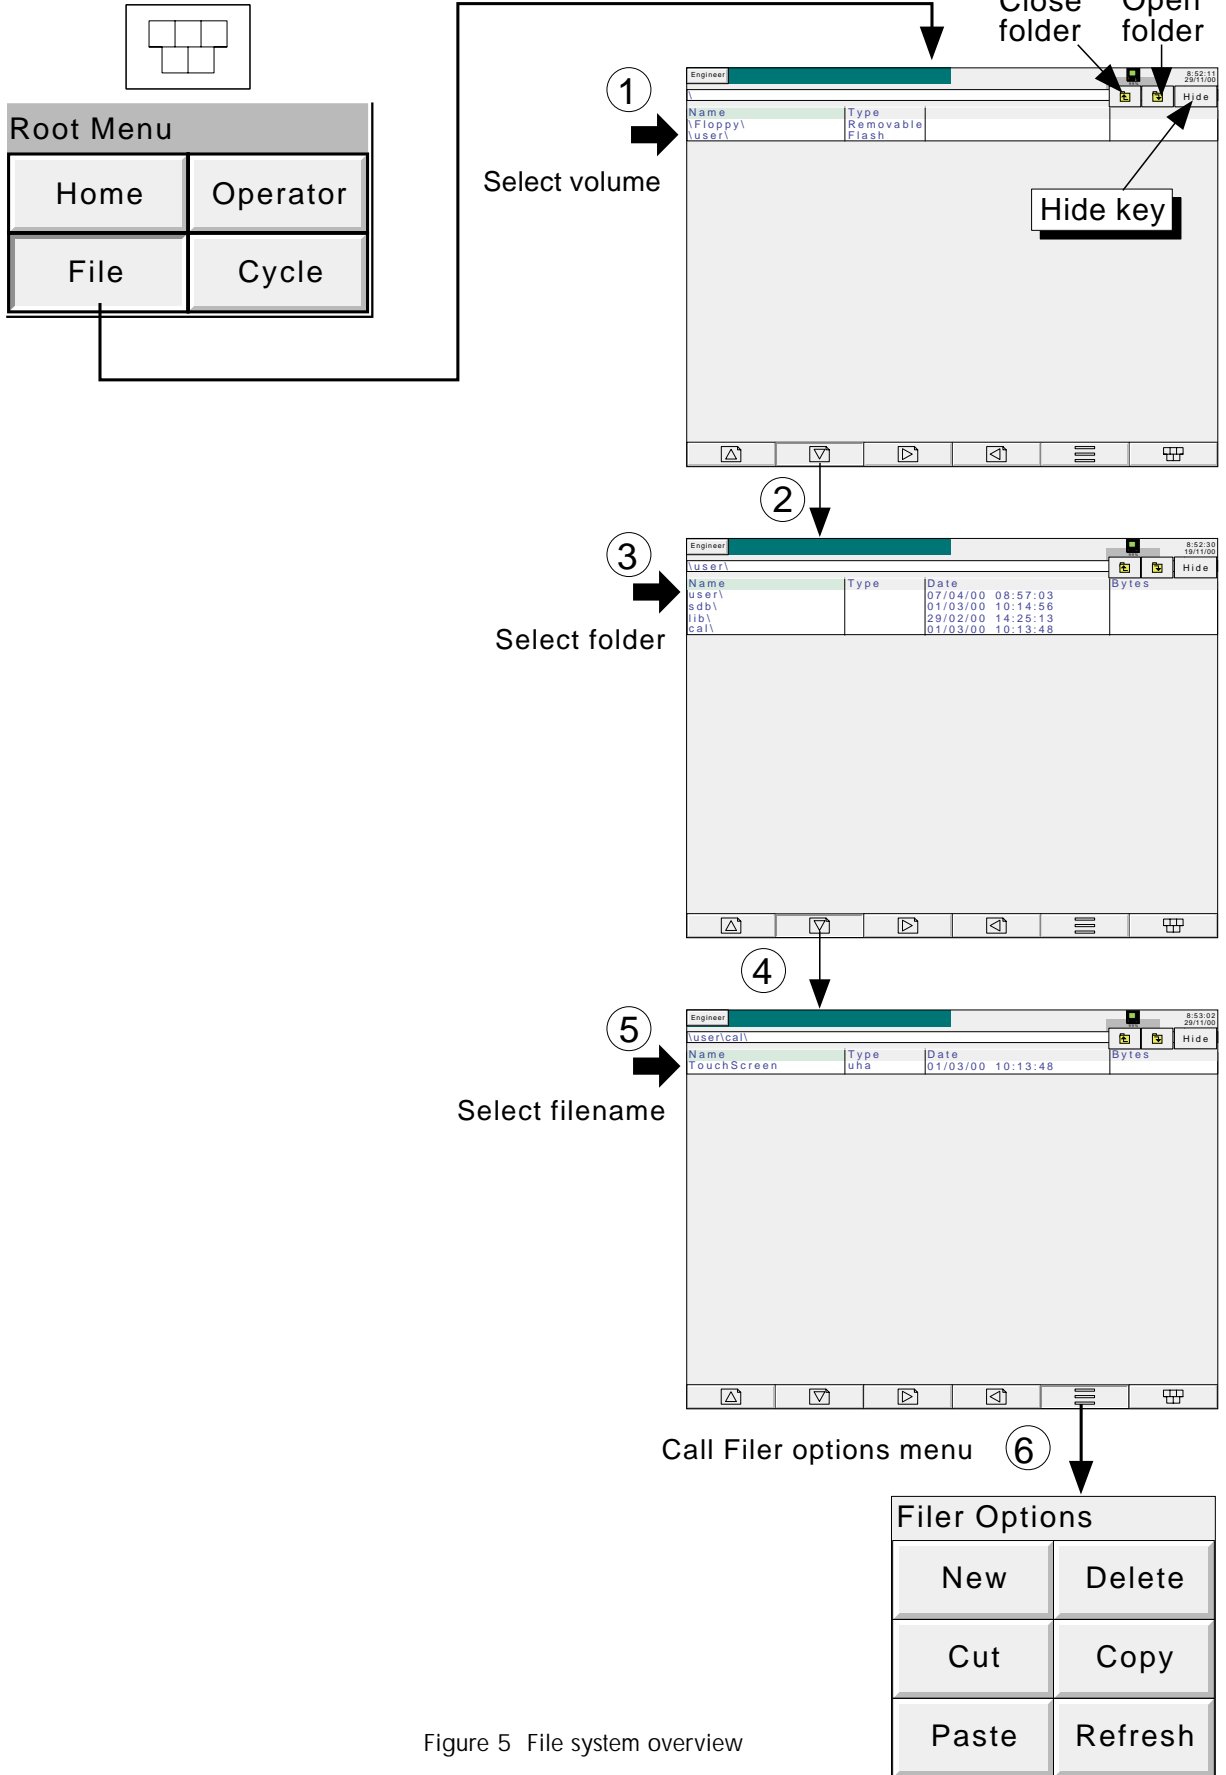 Close Open
folder folder
Root Menu
Home Operator
File Cycle
1
Select volume
Engineer
8:52:11
29/11/00
\
Hide
Name Type
\Floppy\ Removable
\user\ Flash
Hide key
2
3
Select folder
Engineer
8:52:30
19/11/00
\user\
Hide
Name Type Date Bytes
user\ 07/04/00 08:57:03
sdb\ 01/03/00 10:14:56
lib\ 29/02/00 14:25:13
cal\ 01/03/00 10:13:48
4
5
Select filename
Engineer
8:53:02
29/11/00
\user\cal\
Hide
Name Type Date Bytes
TouchScreen uha 01/03/00 10:13:48
Call Filer options menu 6
Filer Options
New Delete
Cut Copy
Paste Refresh
Figure 5 File system overview